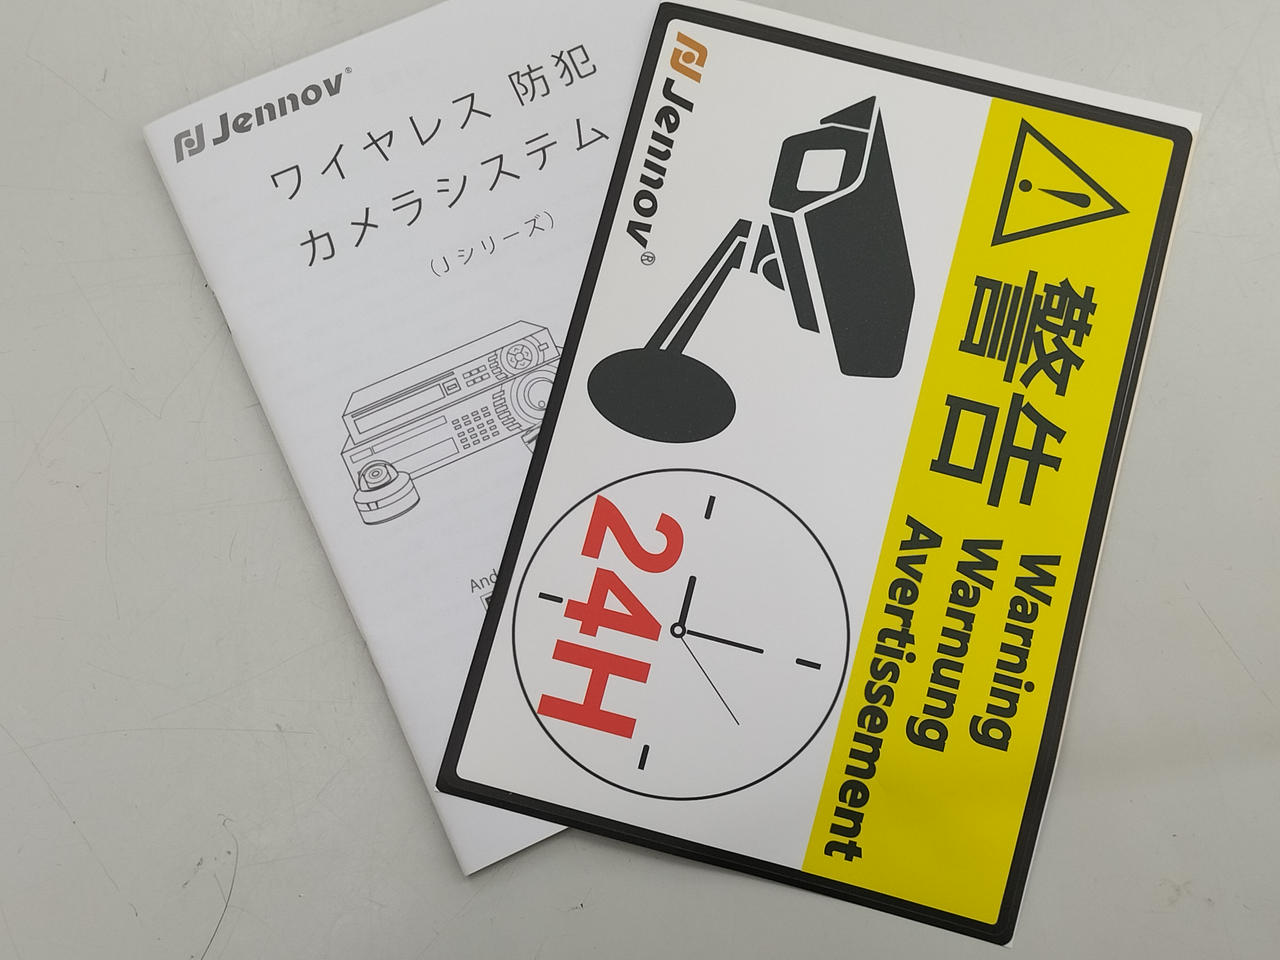 Jennov®
ワイヤレス 防犯
カメラシステム
（Jシリーズ）
And
Jennov®
警告
Warning
Warnung
Avertissement
24H